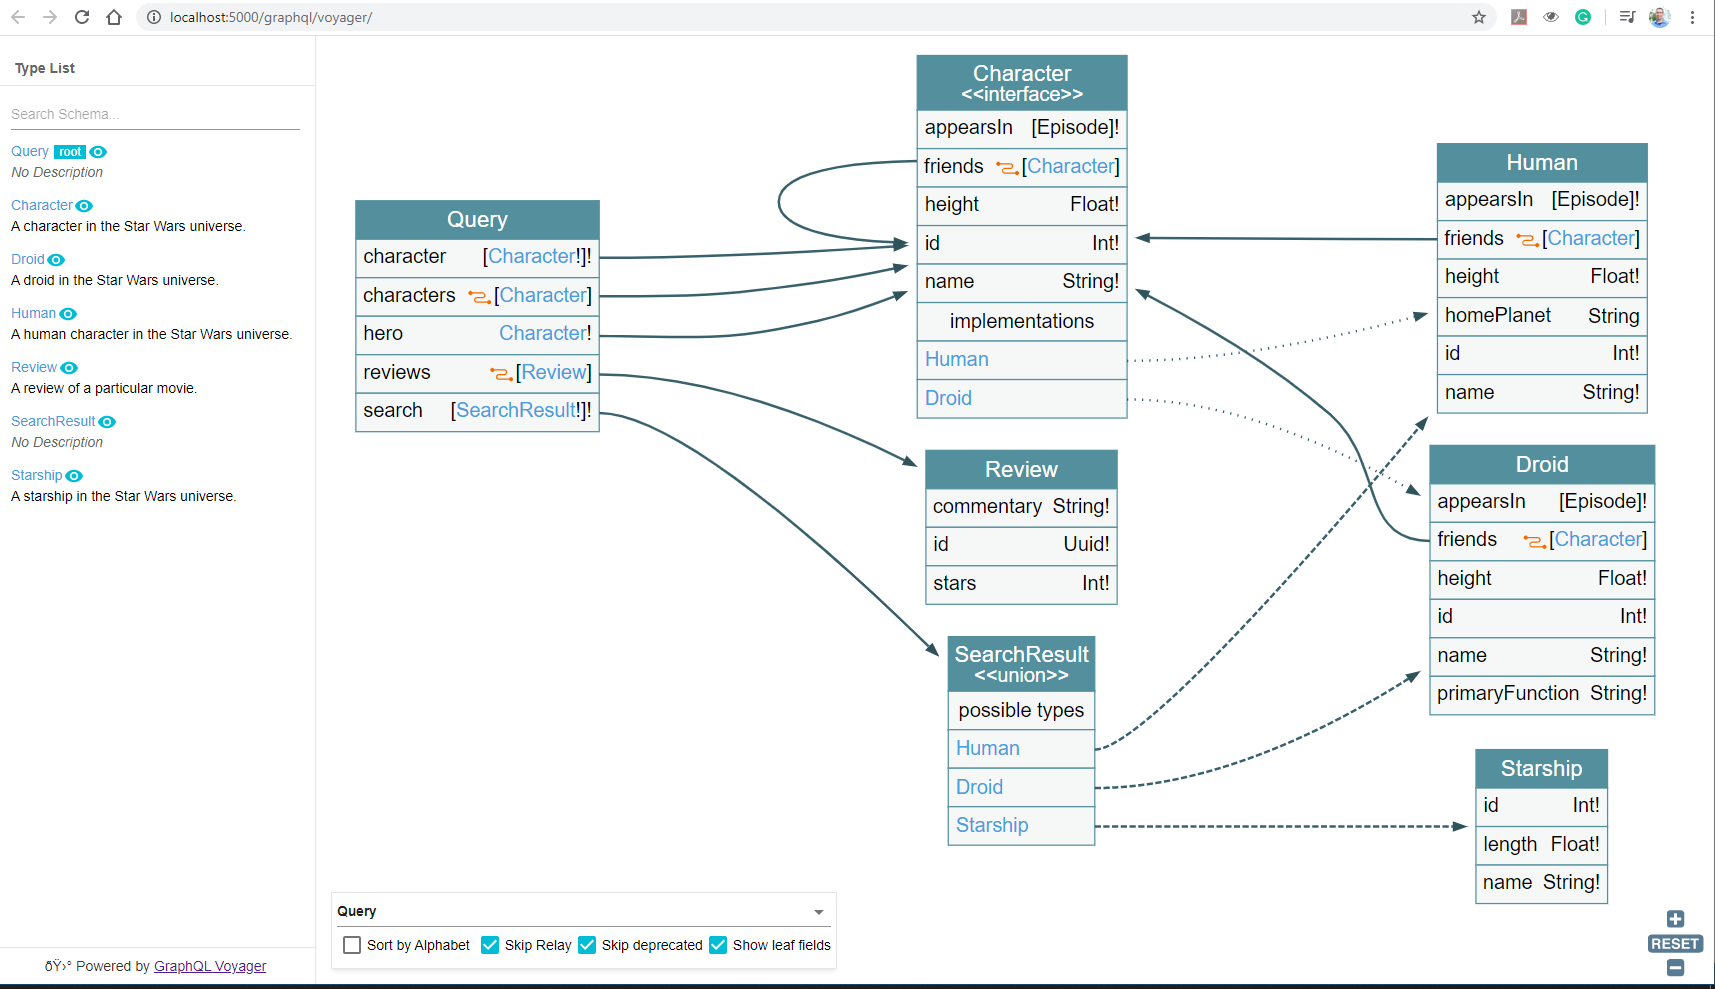 localhost:5000/graphql/voyager/
Type List
Search Schema...
Query root
No Description
Character
A character in the Star Wars universe.
Droid
A droid in the Star Wars universe.
Human
A human character in the Star Wars universe.
Review
A review of a particular movie.
SearchResult
No Description
Starship
A starship in the Star Wars universe.
ðŸ›° Powered by GraphQL Voyager
Query
character [Character!]!
characters [Character]
hero Character!
reviews [Review]
search [SearchResult!]!
Character
<<interface>>
appearsIn [Episode]!
friends [Character]
height Float!
id Int!
name String!
implementations
Human
Droid
Review
commentary String!
id Uuid!
stars Int!
SearchResult
<<union>>
possible types
Human
Droid
Starship
Human
appearsIn [Episode]!
friends [Character]
height Float!
homePlanet String
id Int!
name String!
Droid
appearsIn [Episode]!
friends [Character]
height Float!
id Int!
name String!
primaryFunction String!
Starship
id Int!
length Float!
name String!
Query
Sort by Alphabet Skip Relay Skip deprecated Show leaf fields
RESET